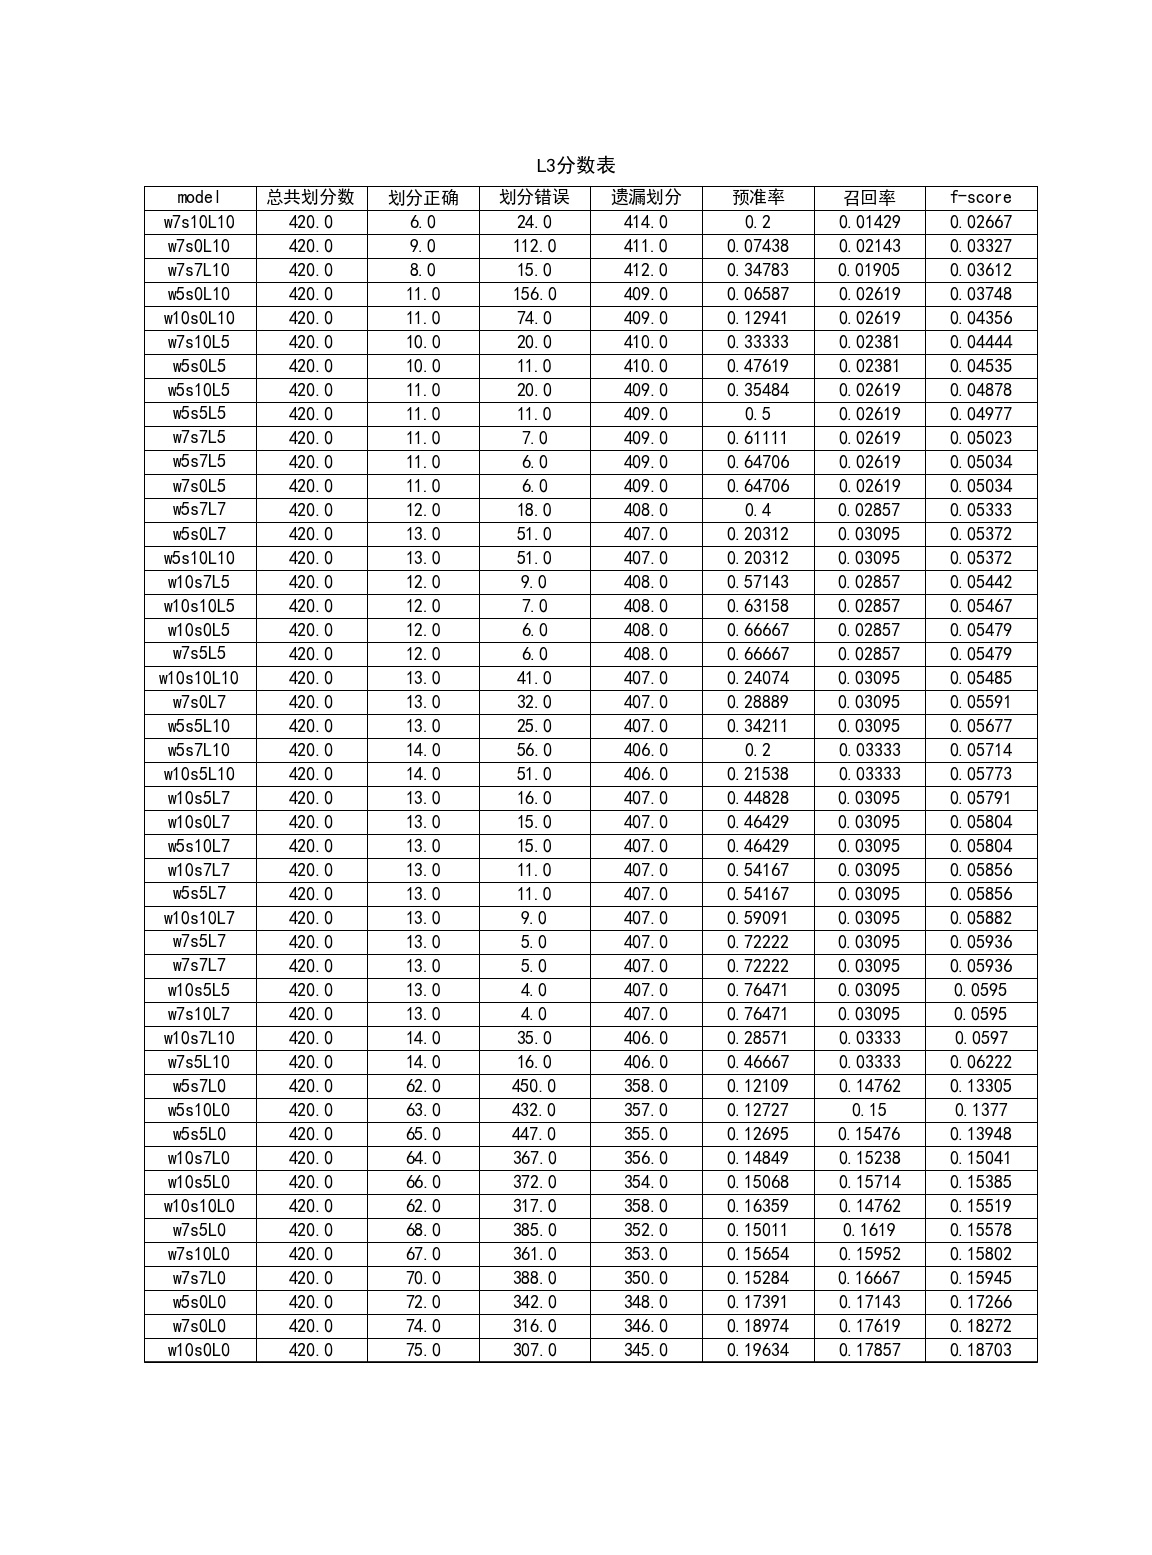 L3分数表
model 总共划分数 划分正确 划分错误 遗漏划分 预准率 召回率 f-score
w7s10L10 420.0 6.0 24.0 414.0 0.2 0.01429 0.02667
w7s0L10 420.0 9.0 112.0 411.0 0.07438 0.02143 0.03327
w7s7L10 420.0 8.0 15.0 412.0 0.34783 0.01905 0.03612
w5s0L10 420.0 11.0 156.0 409.0 0.06587 0.02619 0.03748
w10s0L10 420.0 11.0 74.0 409.0 0.12941 0.02619 0.04356
w7s10L5 420.0 10.0 20.0 410.0 0.33333 0.02381 0.04444
w5s0L5 420.0 10.0 11.0 410.0 0.47619 0.02381 0.04535
w5s10L5 420.0 11.0 20.0 409.0 0.35484 0.02619 0.04878
w5s5L5 420.0 11.0 11.0 409.0 0.5 0.02619 0.04977
w7s7L5 420.0 11.0 7.0 409.0 0.61111 0.02619 0.05023
w5s7L5 420.0 11.0 6.0 409.0 0.64706 0.02619 0.05034
w7s0L5 420.0 11.0 6.0 409.0 0.64706 0.02619 0.05034
w5s7L7 420.0 12.0 18.0 408.0 0.4 0.02857 0.05333
w5s0L7 420.0 13.0 51.0 407.0 0.20312 0.03095 0.05372
w5s10L10 420.0 13.0 51.0 407.0 0.20312 0.03095 0.05372
w10s7L5 420.0 12.0 9.0 408.0 0.57143 0.02857 0.05442
w10s10L5 420.0 12.0 7.0 408.0 0.63158 0.02857 0.05467
w10s0L5 420.0 12.0 6.0 408.0 0.66667 0.02857 0.05479
w7s5L5 420.0 12.0 6.0 408.0 0.66667 0.02857 0.05479
w10s10L10 420.0 13.0 41.0 407.0 0.24074 0.03095 0.05485
w7s0L7 420.0 13.0 32.0 407.0 0.28889 0.03095 0.05591
w5s5L10 420.0 13.0 25.0 407.0 0.34211 0.03095 0.05677
w5s7L10 420.0 14.0 56.0 406.0 0.2 0.03333 0.05714
w10s5L10 420.0 14.0 51.0 406.0 0.21538 0.03333 0.05773
w10s5L7 420.0 13.0 16.0 407.0 0.44828 0.03095 0.05791
w10s0L7 420.0 13.0 15.0 407.0 0.46429 0.03095 0.05804
w5s10L7 420.0 13.0 15.0 407.0 0.46429 0.03095 0.05804
w10s7L7 420.0 13.0 11.0 407.0 0.54167 0.03095 0.05856
w5s5L7 420.0 13.0 11.0 407.0 0.54167 0.03095 0.05856
w10s10L7 420.0 13.0 9.0 407.0 0.59091 0.03095 0.05882
w7s5L7 420.0 13.0 5.0 407.0 0.72222 0.03095 0.05936
w7s7L7 420.0 13.0 5.0 407.0 0.72222 0.03095 0.05936
w10s5L5 420.0 13.0 4.0 407.0 0.76471 0.03095 0.0595
w7s10L7 420.0 13.0 4.0 407.0 0.76471 0.03095 0.0595
w10s7L10 420.0 14.0 35.0 406.0 0.28571 0.03333 0.0597
w7s5L10 420.0 14.0 16.0 406.0 0.46667 0.03333 0.06222
w5s7L0 420.0 62.0 450.0 358.0 0.12109 0.14762 0.13305
w5s10L0 420.0 63.0 432.0 357.0 0.12727 0.15 0.1377
w5s5L0 420.0 65.0 447.0 355.0 0.12695 0.15476 0.13948
w10s7L0 420.0 64.0 367.0 356.0 0.14849 0.15238 0.15041
w10s5L0 420.0 66.0 372.0 354.0 0.15068 0.15714 0.15385
w10s10L0 420.0 62.0 317.0 358.0 0.16359 0.14762 0.15519
w7s5L0 420.0 68.0 385.0 352.0 0.15011 0.1619 0.15578
w7s10L0 420.0 67.0 361.0 353.0 0.15654 0.15952 0.15802
w7s7L0 420.0 70.0 388.0 350.0 0.15284 0.16667 0.15945
w5s0L0 420.0 72.0 342.0 348.0 0.17391 0.17143 0.17266
w7s0L0 420.0 74.0 316.0 346.0 0.18974 0.17619 0.18272
w10s0L0 420.0 75.0 307.0 345.0 0.19634 0.17857 0.18703